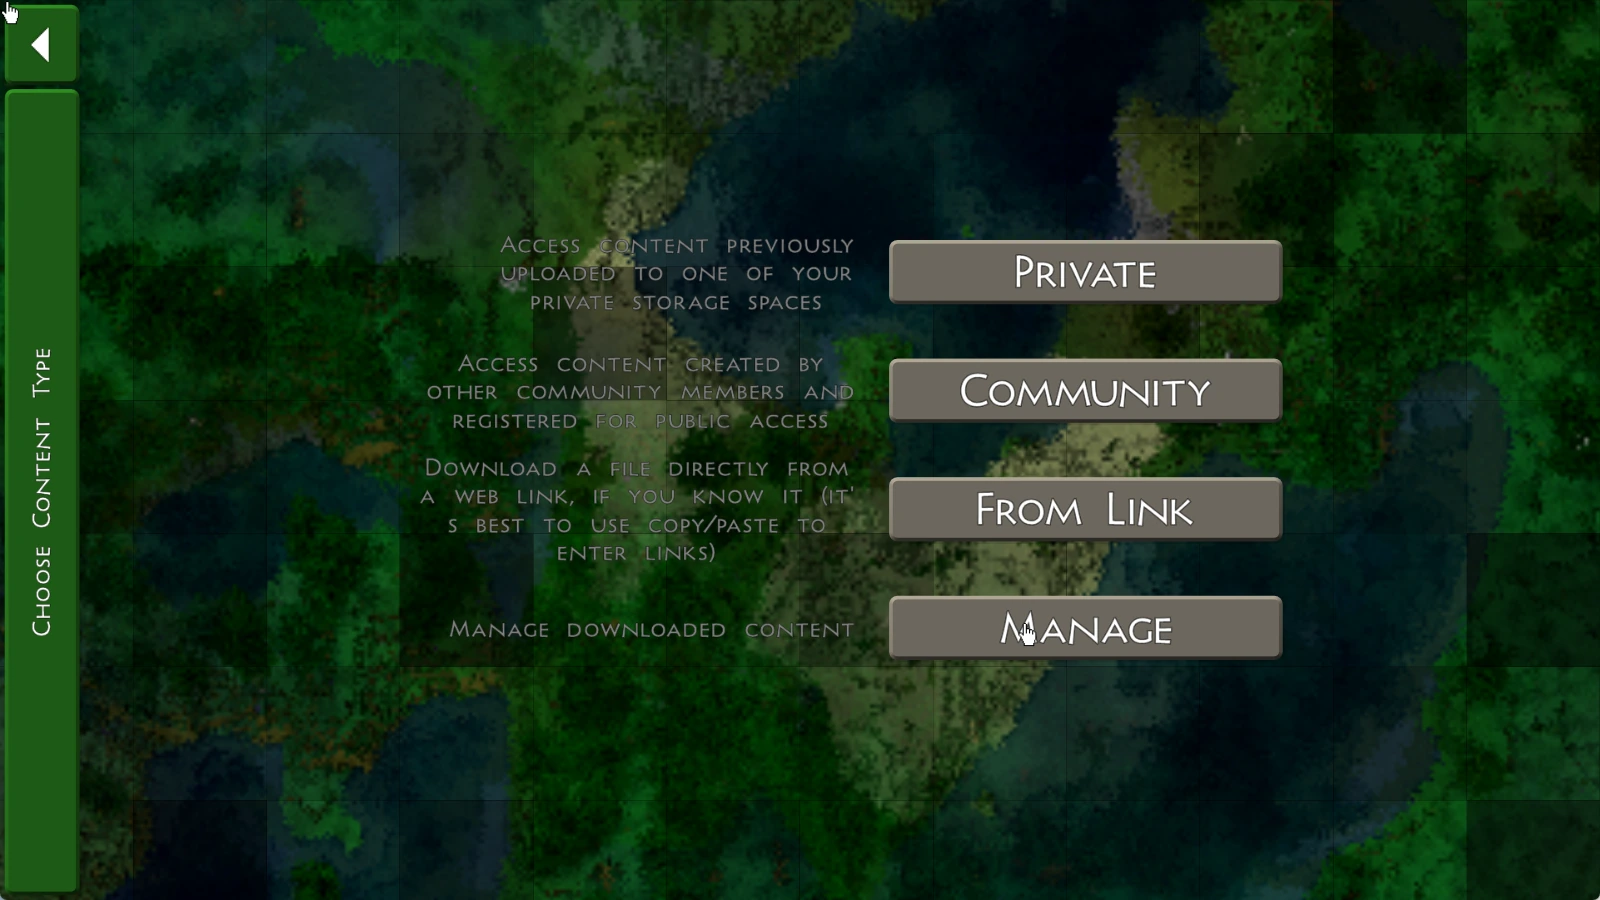 Choose Content Type
Access content previously
uploaded to one of your
private storage spaces
Private
Access content created by
other community members and
registered for public access
Community
Download a file directly from
a web link, if you know it (it'
s best to use copy/paste to
enter links)
From Link
Manage downloaded content
Manage